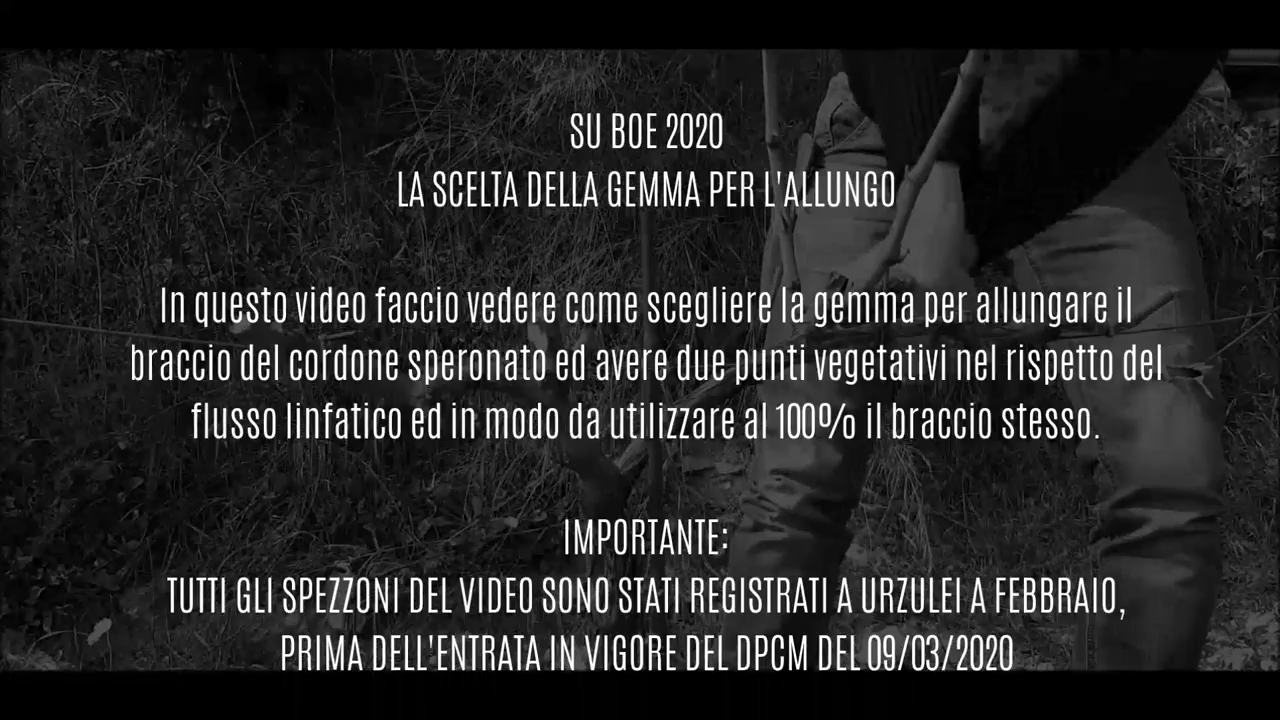 SU BOE 2020
LA SCELTA DELLA GEMMA PER L'ALLUNGO
In questo video faccio vedere come scegliere la gemma per allungare il
braccio del cordone speronato ed avere due punti vegetativi nel rispetto del
flusso linfatico ed in modo da utilizzare al 100% il braccio stesso.
IMPORTANTE:
TUTTI GLI SPEZZONI DEL VIDEO SONO STATI REGISTRATI A URZULEI A FEBBRAIO,
PRIMA DELL'ENTRATA IN VIGORE DEL DPCM DEL 09/03/2020